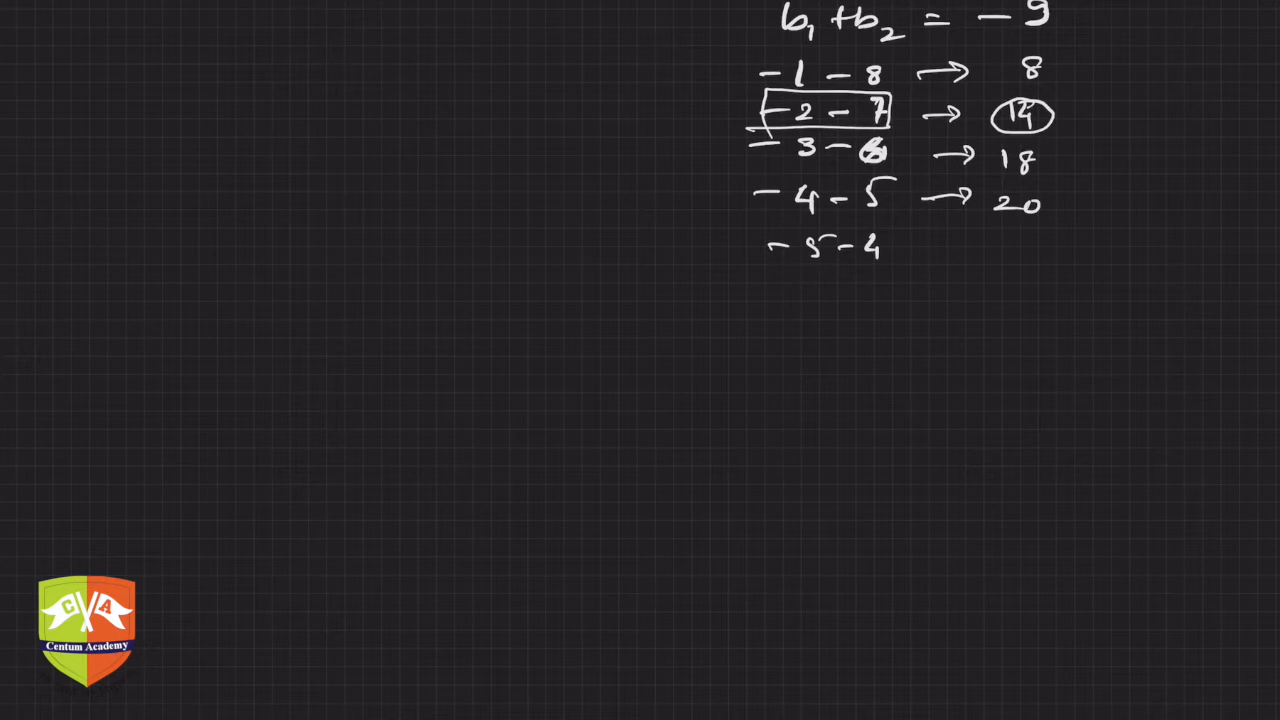 b₁ + b₂ = - 9
- 1 - 8 → 8
- 2 - 7 → 14
- 3 - 6 → 18
- 4 - 5 → 20
- 5 - 4
C A
Centum Academy